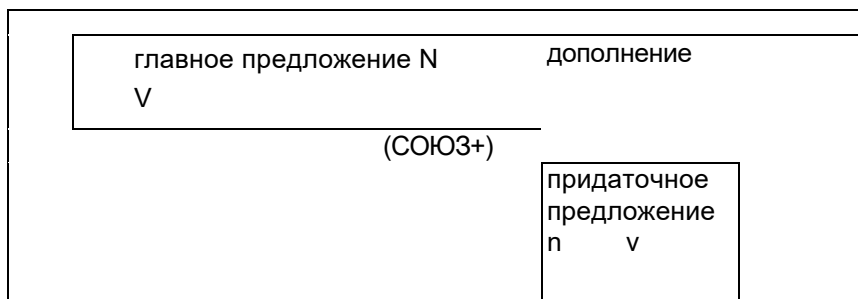 главное предложение N дополнение
V
(СОЮЗ+)
придаточное
предложение
n v